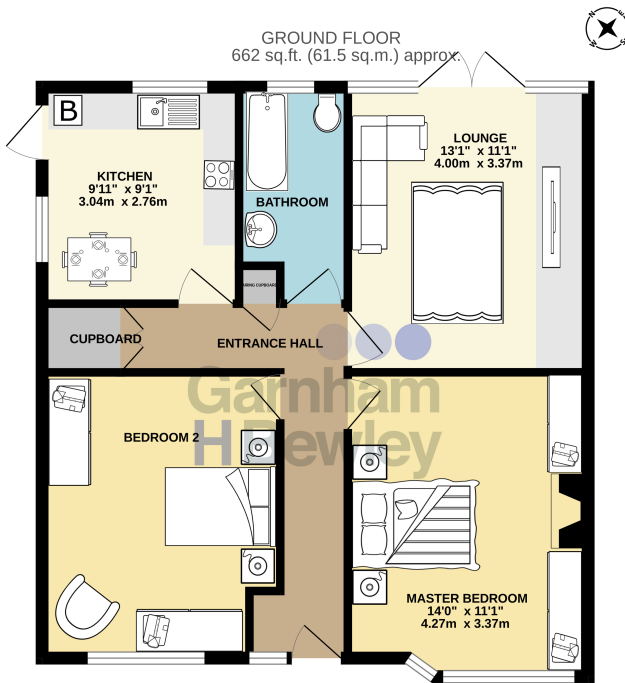 GROUND FLOOR
662 sq.ft. (61.5 sq.m.) approx.
N
E
S
W
B
KITCHEN
9'11" x 9'1"
3.04m x 2.76m
BATHROOM
LOUNGE
13'1" x 11'1"
4.00m x 3.37m
CUPBOARD
ENTRANCE HALL
Garnham
H Bewley
BEDROOM 2
MASTER BEDROOM
14'0" x 11'1"
4.27m x 3.37m